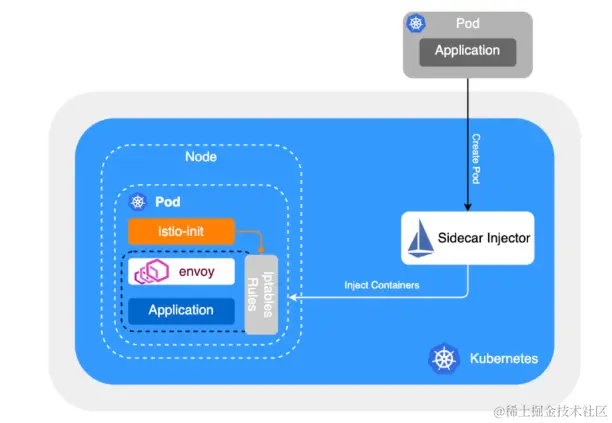 Pod
Application
Create Pod
Node
Pod
istio-init
envoy
Application
Iptables
Rules
Sidecar Injector
Inject Containers
Kubernetes
@稀土掘金技术社区